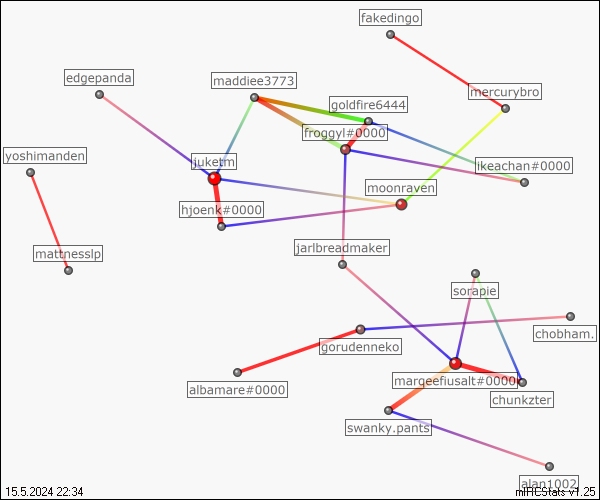 fakedingo
edgepanda
maddiee3773
mercurybro
goldfire6444
froggyl#0000
yoshimanden
juketm
ikeachan#0000
moonraven
hjoenk#0000
mattnesslp
jarlbreadmaker
sorapie
chobham.
gorudenneko
albamare#0000
margeefiusalt#0000
chunkzter
swanky.pants
alan1002
15.5.2024 22:34
mIRCStats v1.25